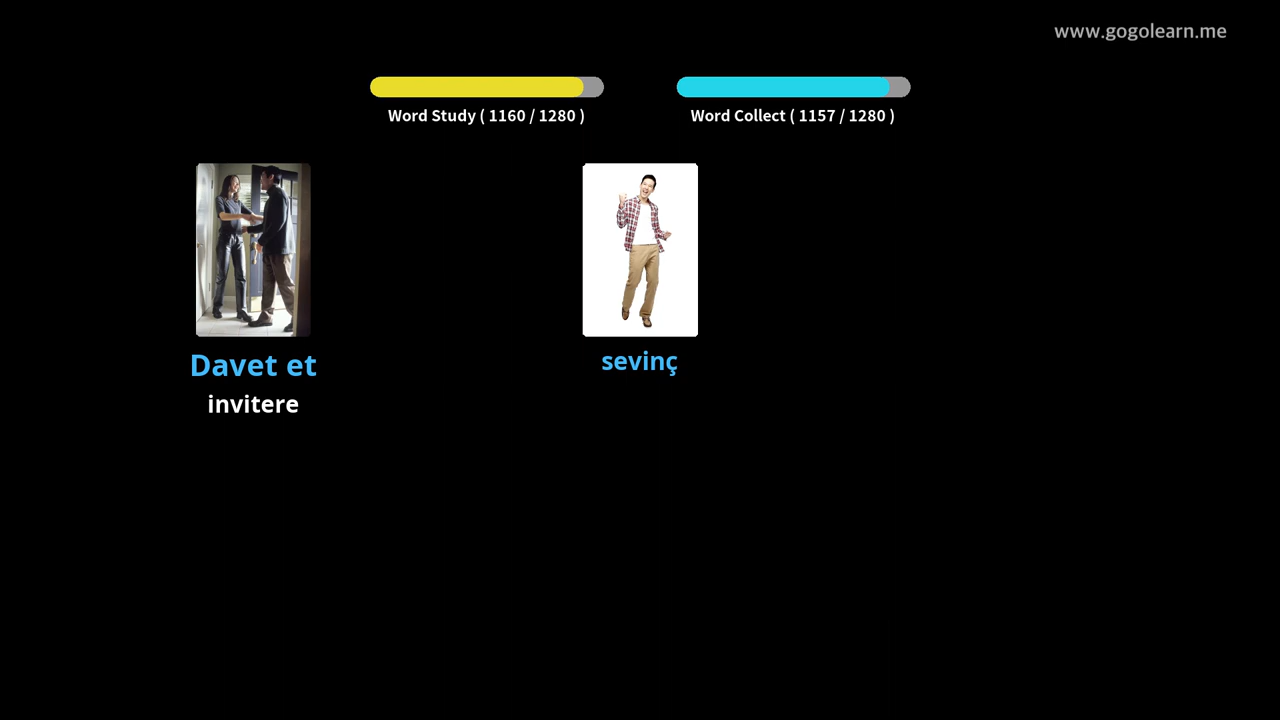 www.gogolearn.me
Word Study ( 1160 / 1280 )
Word Collect ( 1157 / 1280 )
Davet et
invitere
sevinç